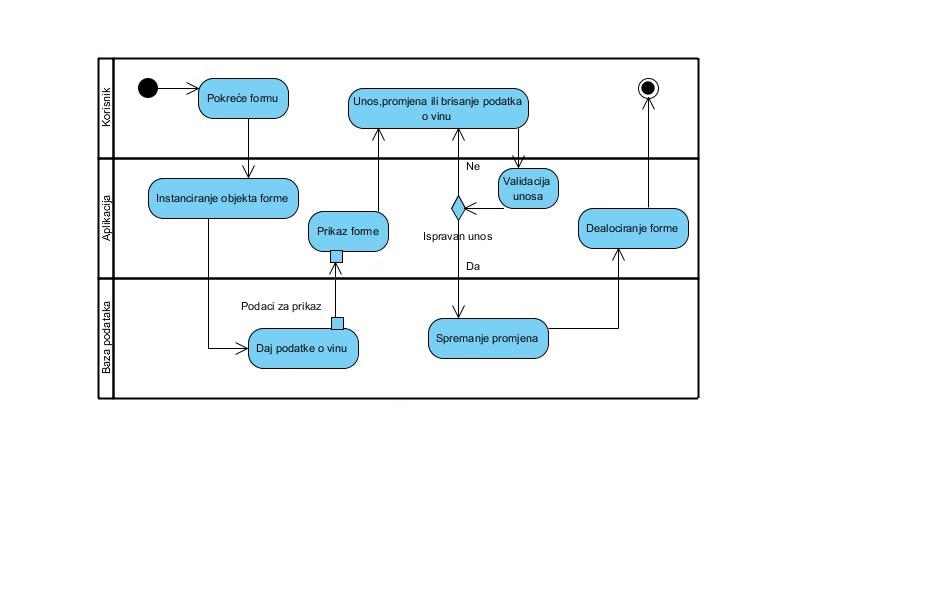 Korisnik
Pokreće formu
Unos,promjena ili brisanje podatka
o vinu
Aplikacija
Instanciranje objekta forme
Prikaz forme
Ne
Validacija
unosa
Ispravan unos
Da
Dealociranje forme
Baza podataka
Podaci za prikaz
Daj podatke o vinu
Spremanje promjena